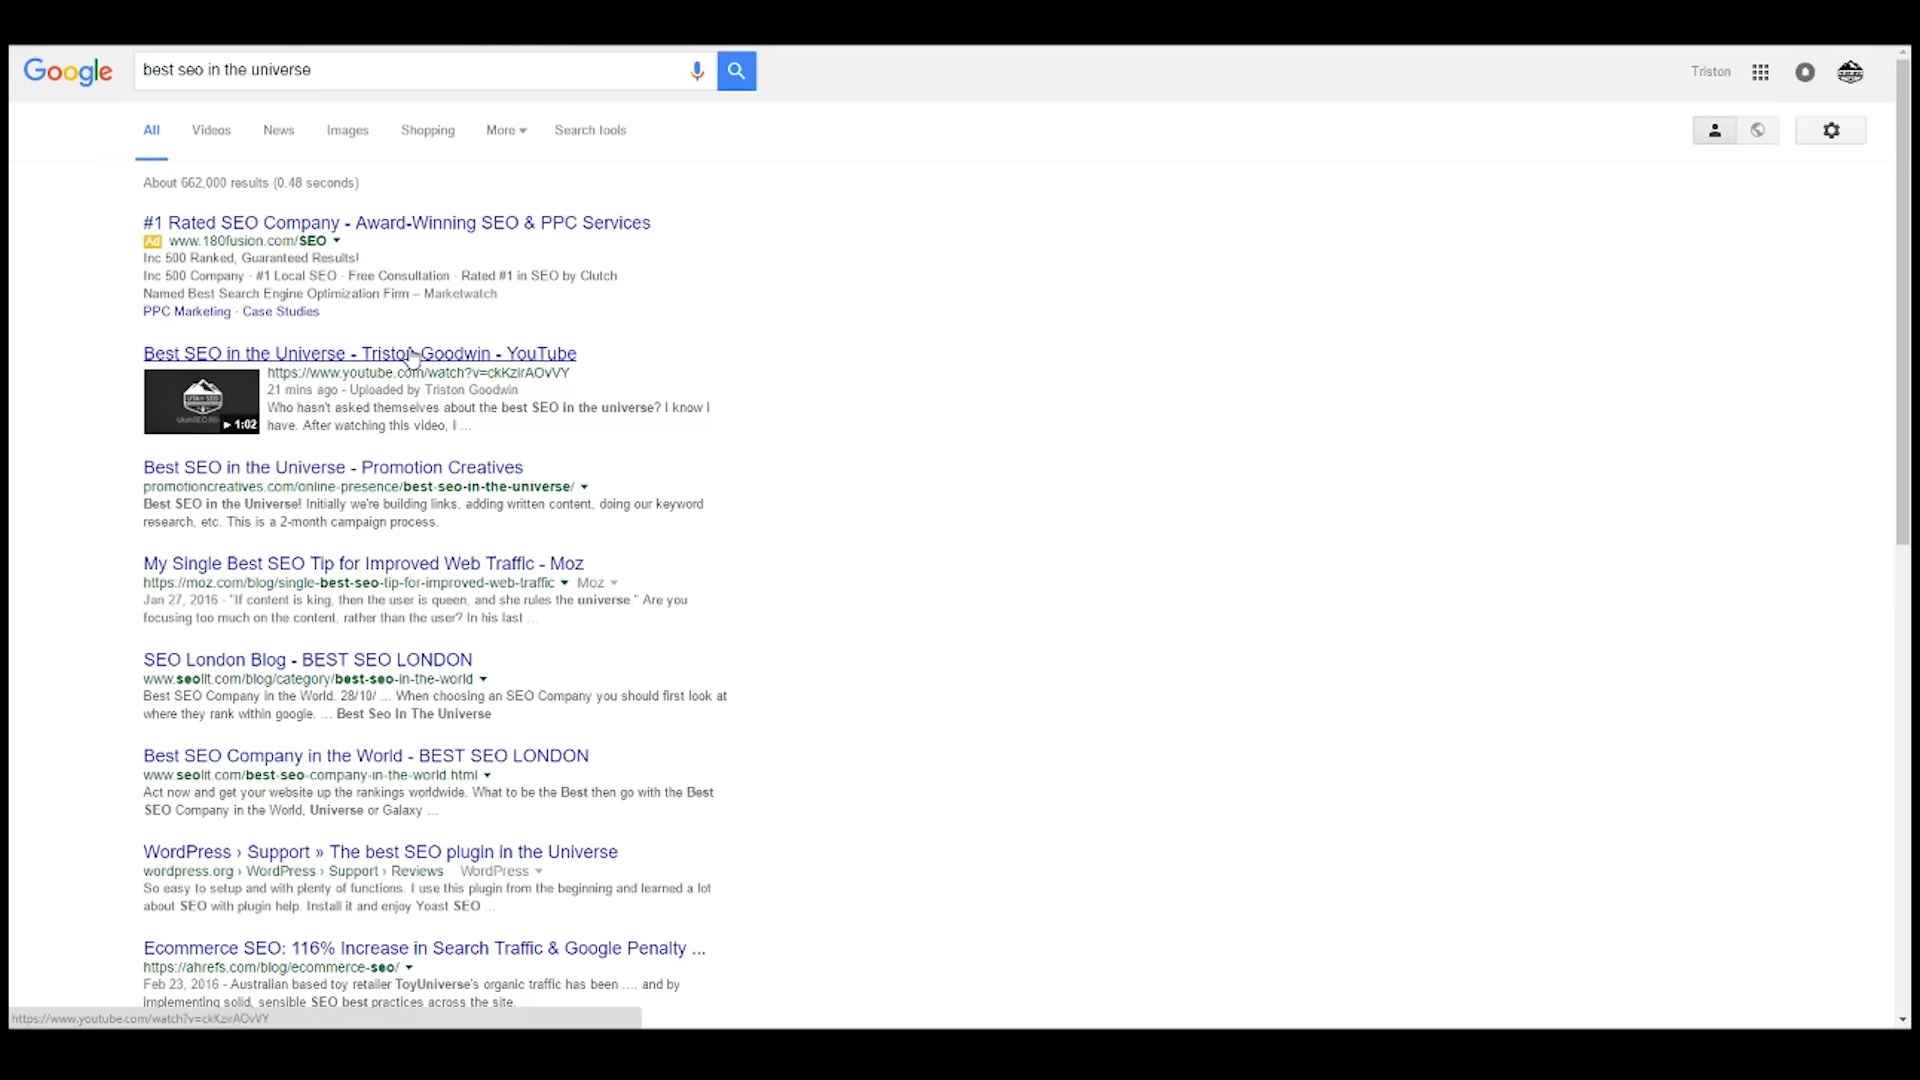 Google
best seo in the universe
Triston
All Videos News Images Shopping More Search tools
About 662,000 results (0.48 seconds)
#1 Rated SEO Company - Award-Winning SEO & PPC Services
Ad www.180fusion.com/SEO
Inc 500 Ranked, Guaranteed Results!
Inc 500 Company · #1 Local SEO · Free Consultation · Rated #1 in SEO by Clutch
Named Best Search Engine Optimization Firm – Marketwatch
PPC Marketing · Case Studies
Best SEO in the Universe - Triston Goodwin - YouTube
https://www.youtube.com/watch?v=ckKzirAOvVY
21 mins ago - Uploaded by Triston Goodwin
Who hasn't asked themselves about the best SEO in the universe? I know I
have. After watching this video, I ...
1:02
Best SEO in the Universe - Promotion Creatives
promotioncreatives.com/online-presence/best-seo-in-the-universe/
Best SEO in the Universe! Initially we're building links, adding written content, doing our keyword
research, etc. This is a 2-month campaign process.
My Single Best SEO Tip for Improved Web Traffic - Moz
https://moz.com/blog/single-best-seo-tip-for-improved-web-traffic Moz
Jan 27, 2016 - "If content is king, then the user is queen, and she rules the universe." Are you
focusing too much on the content, rather than the user? In his last ...
SEO London Blog - BEST SEO LONDON
www.seolit.com/blog/category/best-seo-in-the-world
Best SEO Company in the World. 28/10/ ... When choosing an SEO Company you should first look at
where they rank within google. ... Best Seo In The Universe
Best SEO Company in the World - BEST SEO LONDON
www.seolit.com/best-seo-company-in-the-world.html
Act now and get your website up the rankings worldwide. What to be the Best then go with the Best
SEO Company in the World, Universe or Galaxy ...
WordPress › Support » The best SEO plugin in the Universe
wordpress.org › WordPress › Support › Reviews WordPress
So easy to setup and with plenty of functions. I use this plugin from the beginning and learned a lot
about SEO with plugin help. Install it and enjoy Yoast SEO ...
Ecommerce SEO: 116% Increase in Search Traffic & Google Penalty ...
https://ahrefs.com/blog/ecommerce-seo/
Feb 23, 2016 - Australian based toy retailer ToyUniverse's organic traffic has been .... and by
implementing solid, sensible SEO best practices across the site.
https://www.youtube.com/watch?v=ckKzirAOvVY